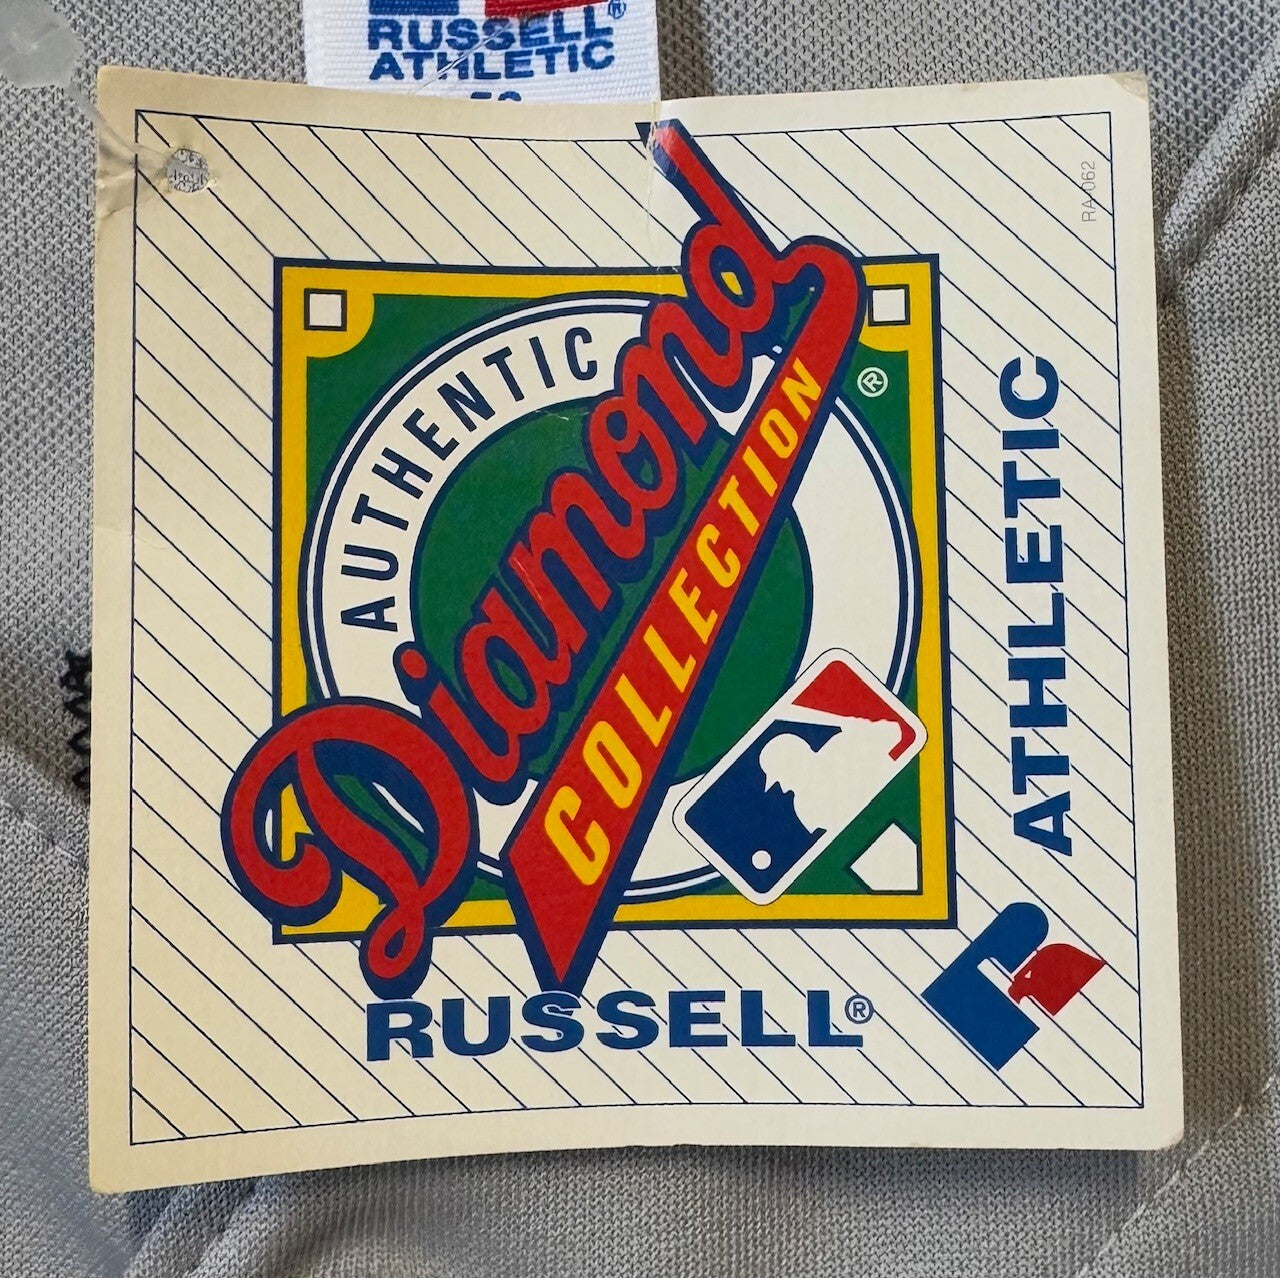 RUSSELL®
ATHLETIC
RA-062
AUTHENTIC
Diamond
COLLECTION
®
RUSSELL®
ATHLETIC